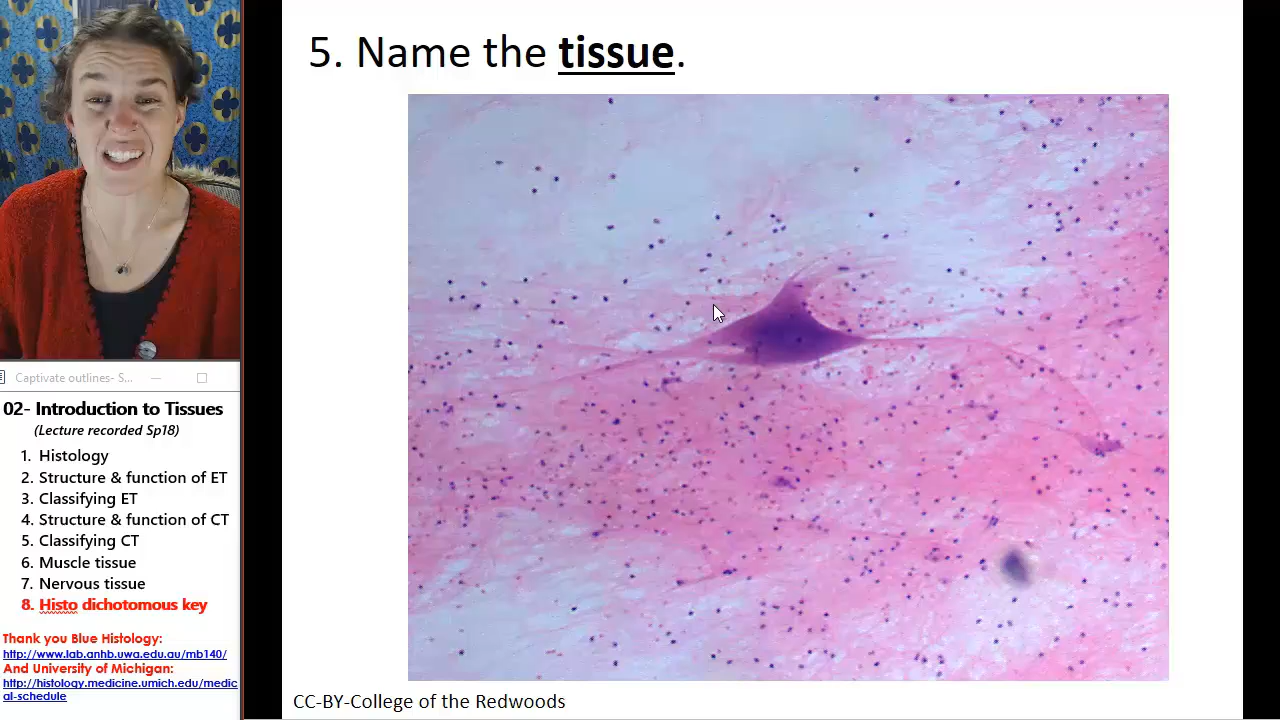 5. Name the tissue.
Captivate outlines- S...
02- Introduction to Tissues
(Lecture recorded Sp18)
1. Histology
2. Structure & function of ET
3. Classifying ET
4. Structure & function of CT
5. Classifying CT
6. Muscle tissue
7. Nervous tissue
8. Histo dichotomous key
Thank you Blue Histology:
http://www.lab.anhb.uwa.edu.au/mb140/
And University of Michigan:
http://histology.medicine.umich.edu/medic
al-schedule
CC-BY-College of the Redwoods